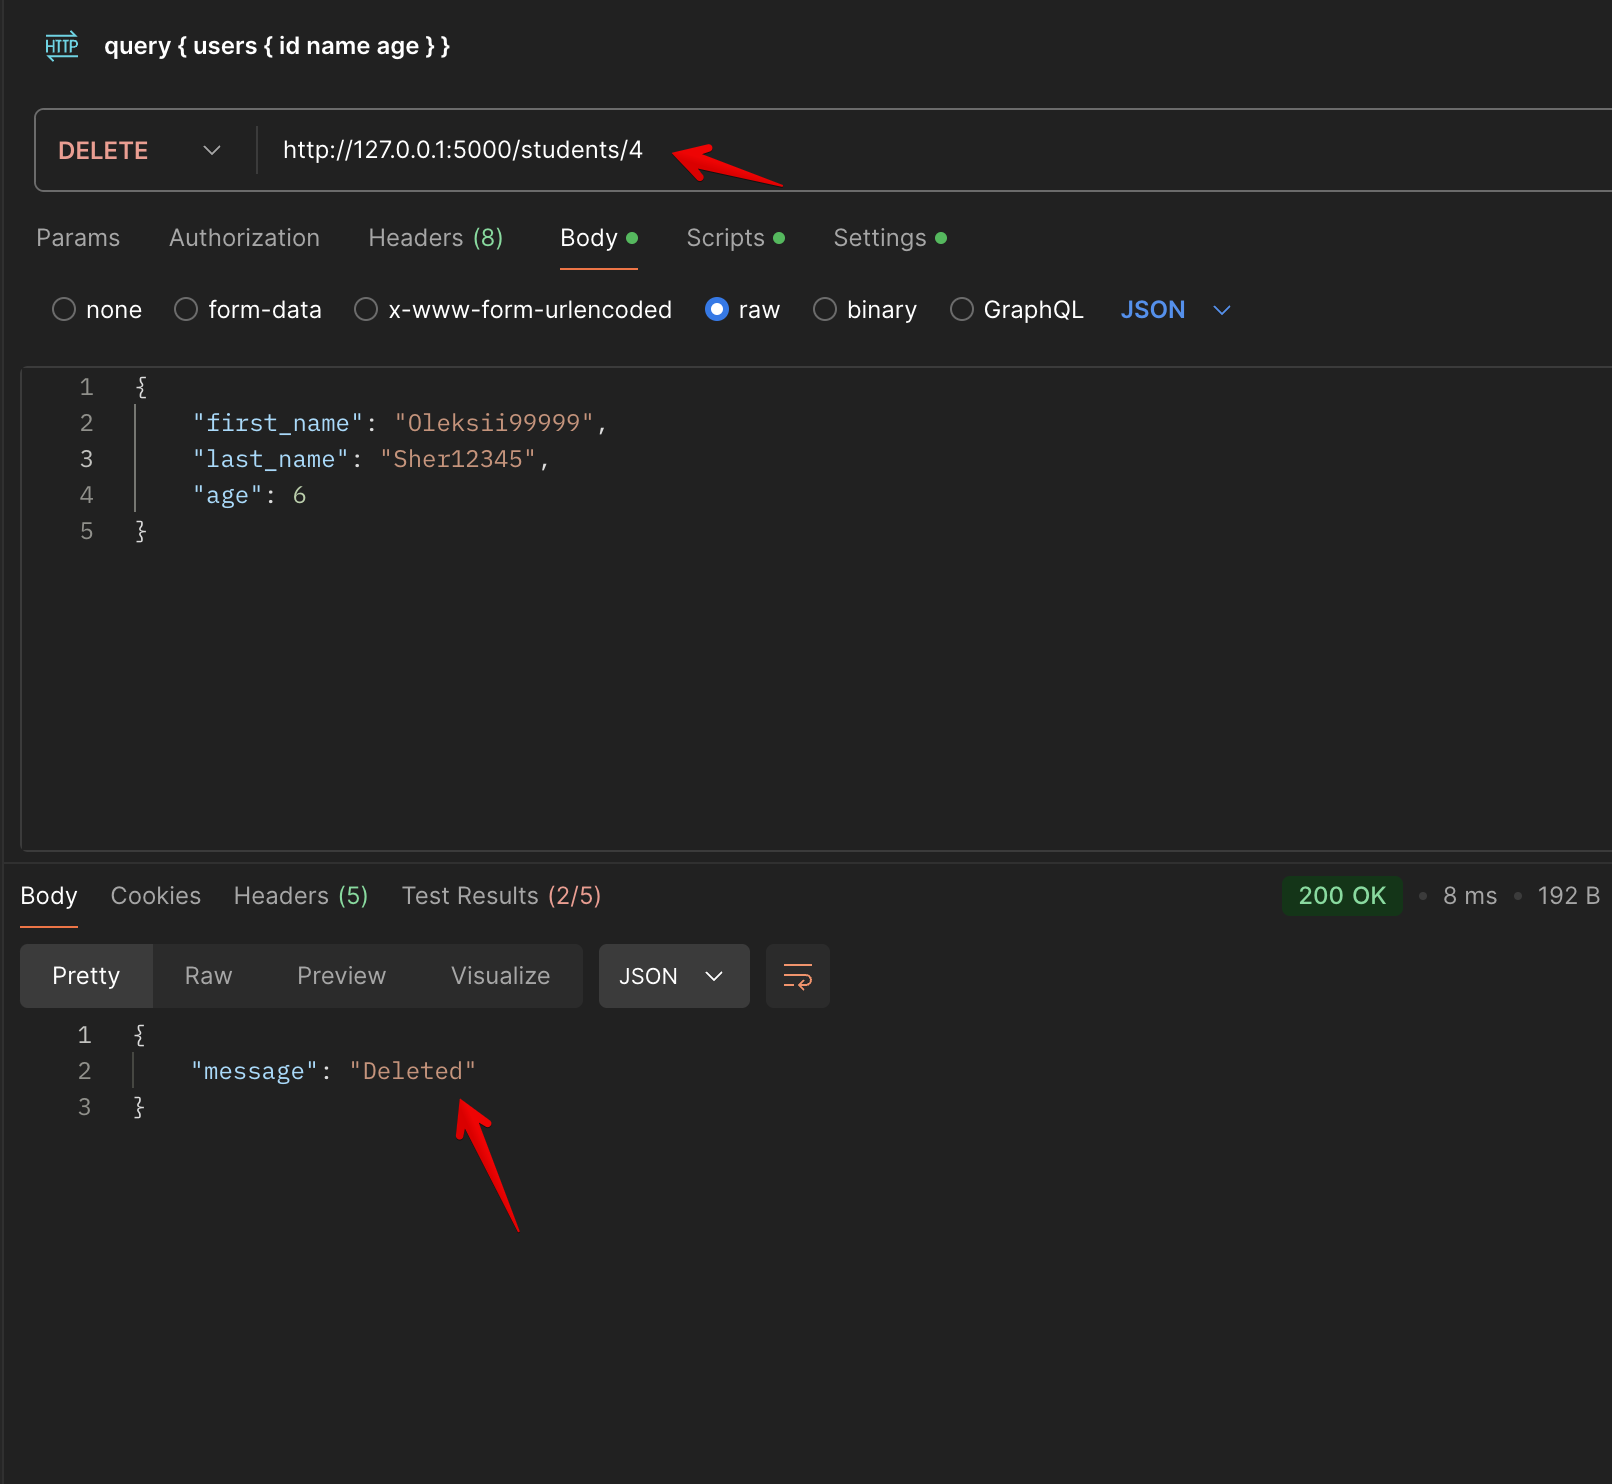 HTTP query { users { id name age } }
DELETE http://127.0.0.1:5000/students/4
Params Authorization Headers (8) Body Scripts Settings
none form-data x-www-form-urlencoded raw binary GraphQL JSON
1 {
2 "first_name": "Oleksii99999",
3 "last_name": "Sher12345",
4 "age": 6
5 }
Body Cookies Headers (5) Test Results (2/5) 200 OK • 8 ms • 192 B
Pretty Raw Preview Visualize JSON
1 {
2 "message": "Deleted"
3 }